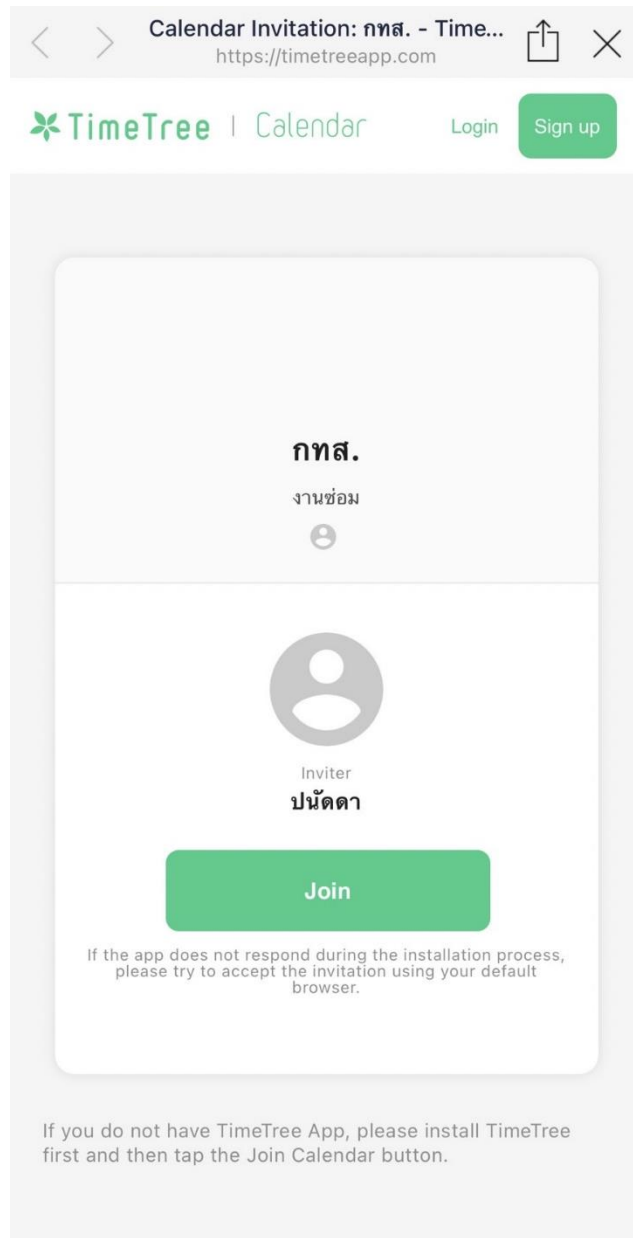 Calendar Invitation: กทส. - Time...
https://timetreeapp.com
TimeTree | Calendar Login Sign up
กทส.
งานซ่อม
Inviter
ปนัดดา
Join
If the app does not respond during the installation process,
please try to accept the invitation using your default
browser.
If you do not have TimeTree App, please install TimeTree
first and then tap the Join Calendar button.